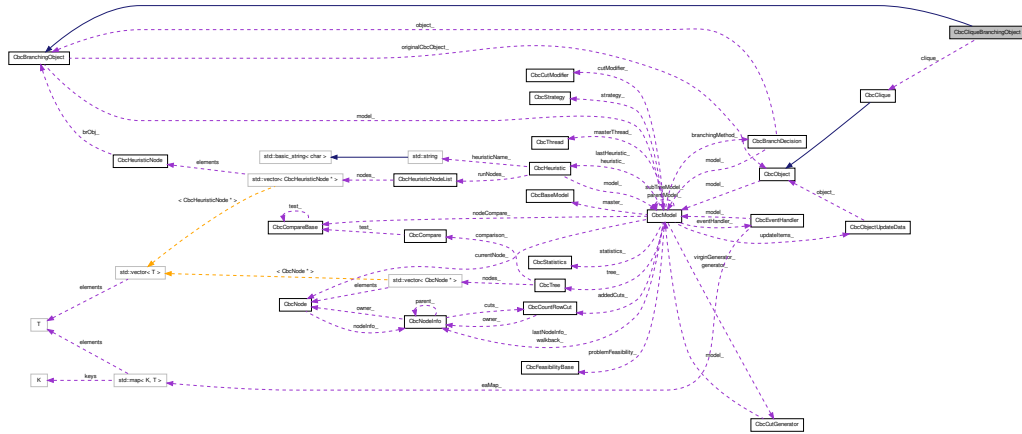 object_
CbcCliqueBranchingObject
originalCbcObject_
CbcBranchingObject
cutModifier_
clique_
CbcCutModifier
strategy_
CbcStrategy
CbcClique
model_
masterThread_
branchingMethod_
CbcThread
CbcBranchDecision
brObj_
std::basic_string< char >
std::string
lastHeuristic_
heuristicName_
heuristic_
model_
CbcHeuristicNode
elements
CbcHeuristic
CbcObject
std::vector< CbcHeuristicNode * >
nodes_
CbcHeuristicNodeList
runNodes_
model_
subTreeModel_
parentModel_
model_
object_
CbcBaseModel
master_
< CbcHeuristicNode * >
test_
nodeCompare_
CbcModel
model_
eventHandler_
CbcEventHandler
CbcCompareBase
test_
CbcCompare
comparison_
updateItems_
CbcObjectUpdateData
currentNode_
statistics_
virginGenerator_
generator_
CbcStatistics
std::vector< T >
< CbcNode * >
std::vector< CbcNode * >
nodes_
tree_
CbcTree
elements
elements
parent_
addedCuts_
CbcNode
owner_
cuts_
CbcCountRowCut
nodeInfo_
CbcNodeInfo
owner_
T
lastNodeInfo_
walkback_
elements
problemFeasibility_
model_
CbcFeasibilityBase
K
keys
std::map< K, T >
eaMap_
CbcCutGenerator